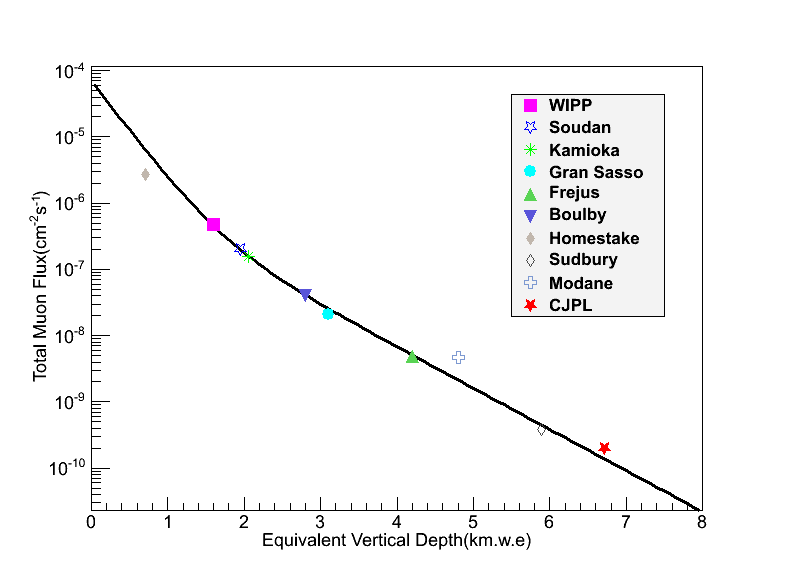 10-4
10-5
10-6
10-7
10-8
10-9
10-10
Total Muon Flux(cm-2s-1)
WIPP
Soudan
Kamioka
Gran Sasso
Frejus
Boulby
Homestake
Sudbury
Modane
CJPL
0 1 2 3 4 5 6 7 8
Equivalent Vertical Depth(km.w.e)